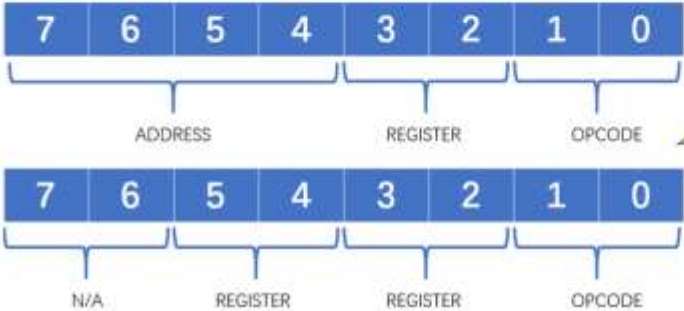 7 6 5 4 3 2 1 0
ADDRESS REGISTER OPCODE
7 6 5 4 3 2 1 0
N/A REGISTER REGISTER OPCODE